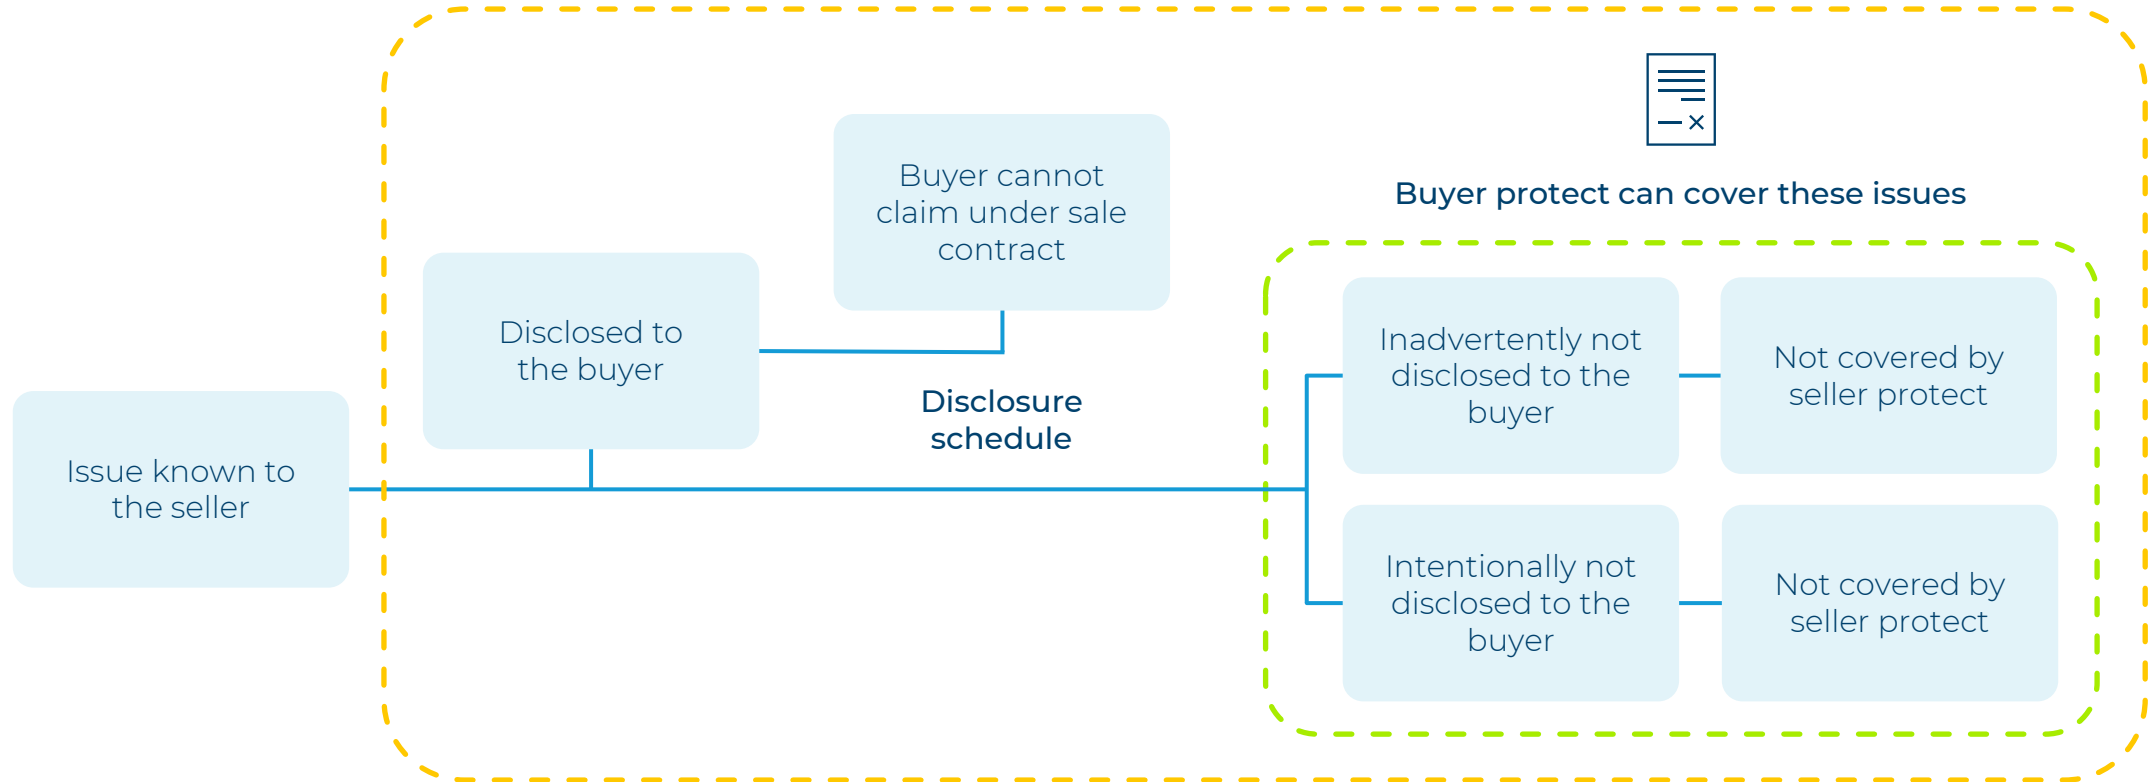 Issue known to
the seller
Disclosed to
the buyer
Buyer cannot
claim under sale
contract
Disclosure
schedule
Buyer protect can cover these issues
Inadvertently not
disclosed to the
buyer
Not covered by
seller protect
Intentionally not
disclosed to the
buyer
Not covered by
seller protect